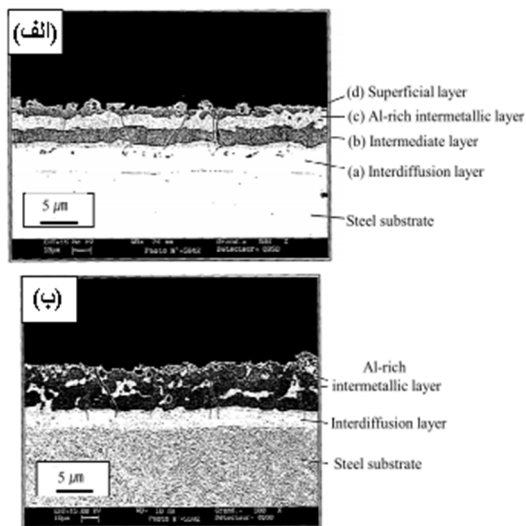 (الف)
(d) Superficial layer
(c) Al-rich intermetallic layer
(b) Intermediate layer
(a) Interdiffusion layer
Steel substrate
5 μm
(ب)
Al-rich
intermetallic layer
Interdiffusion layer
Steel substrate
5 μm